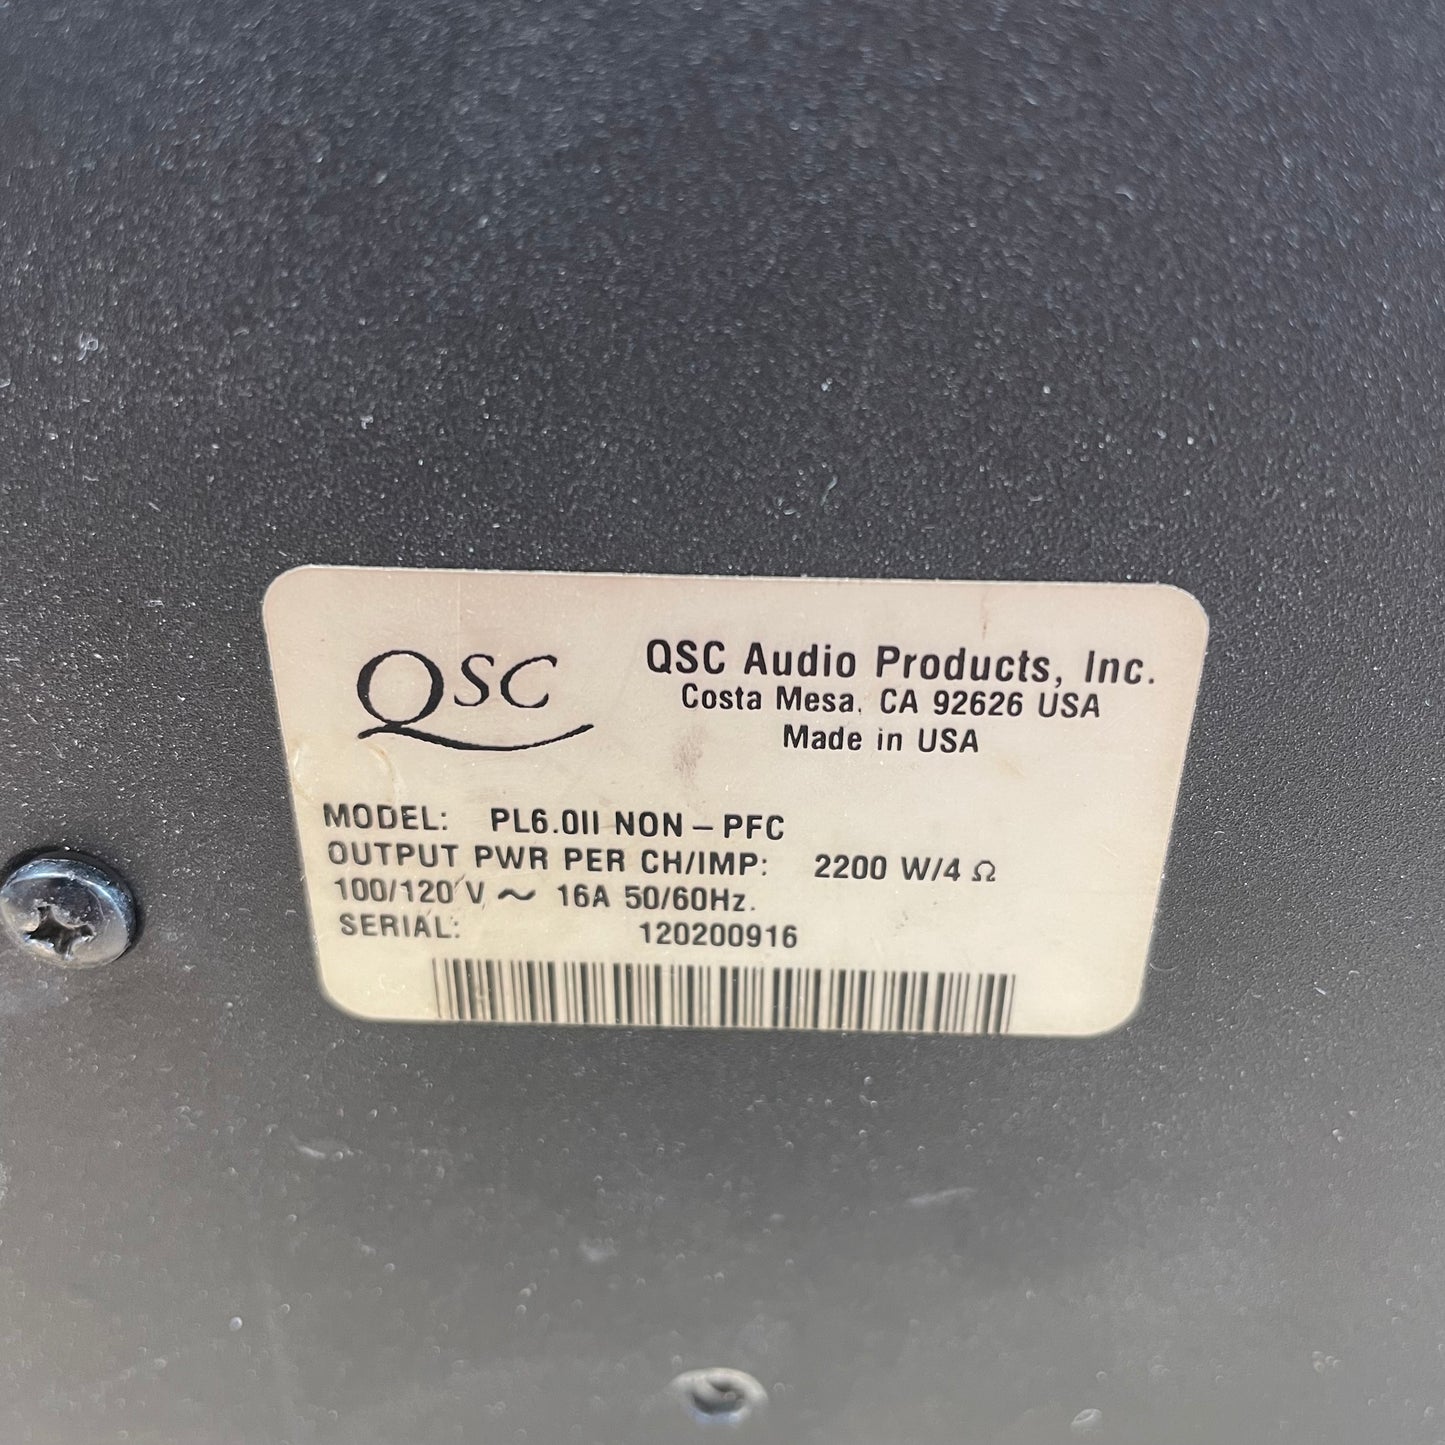 QSC
QSC Audio Products, Inc.
Costa Mesa, CA 92626 USA
Made in USA
MODEL: PL6.0II NON – PFC
OUTPUT PWR PER CH/IMP: 2200 W/4 Ω
100/120 V ~ 16A 50/60Hz.
SERIAL: 120200916